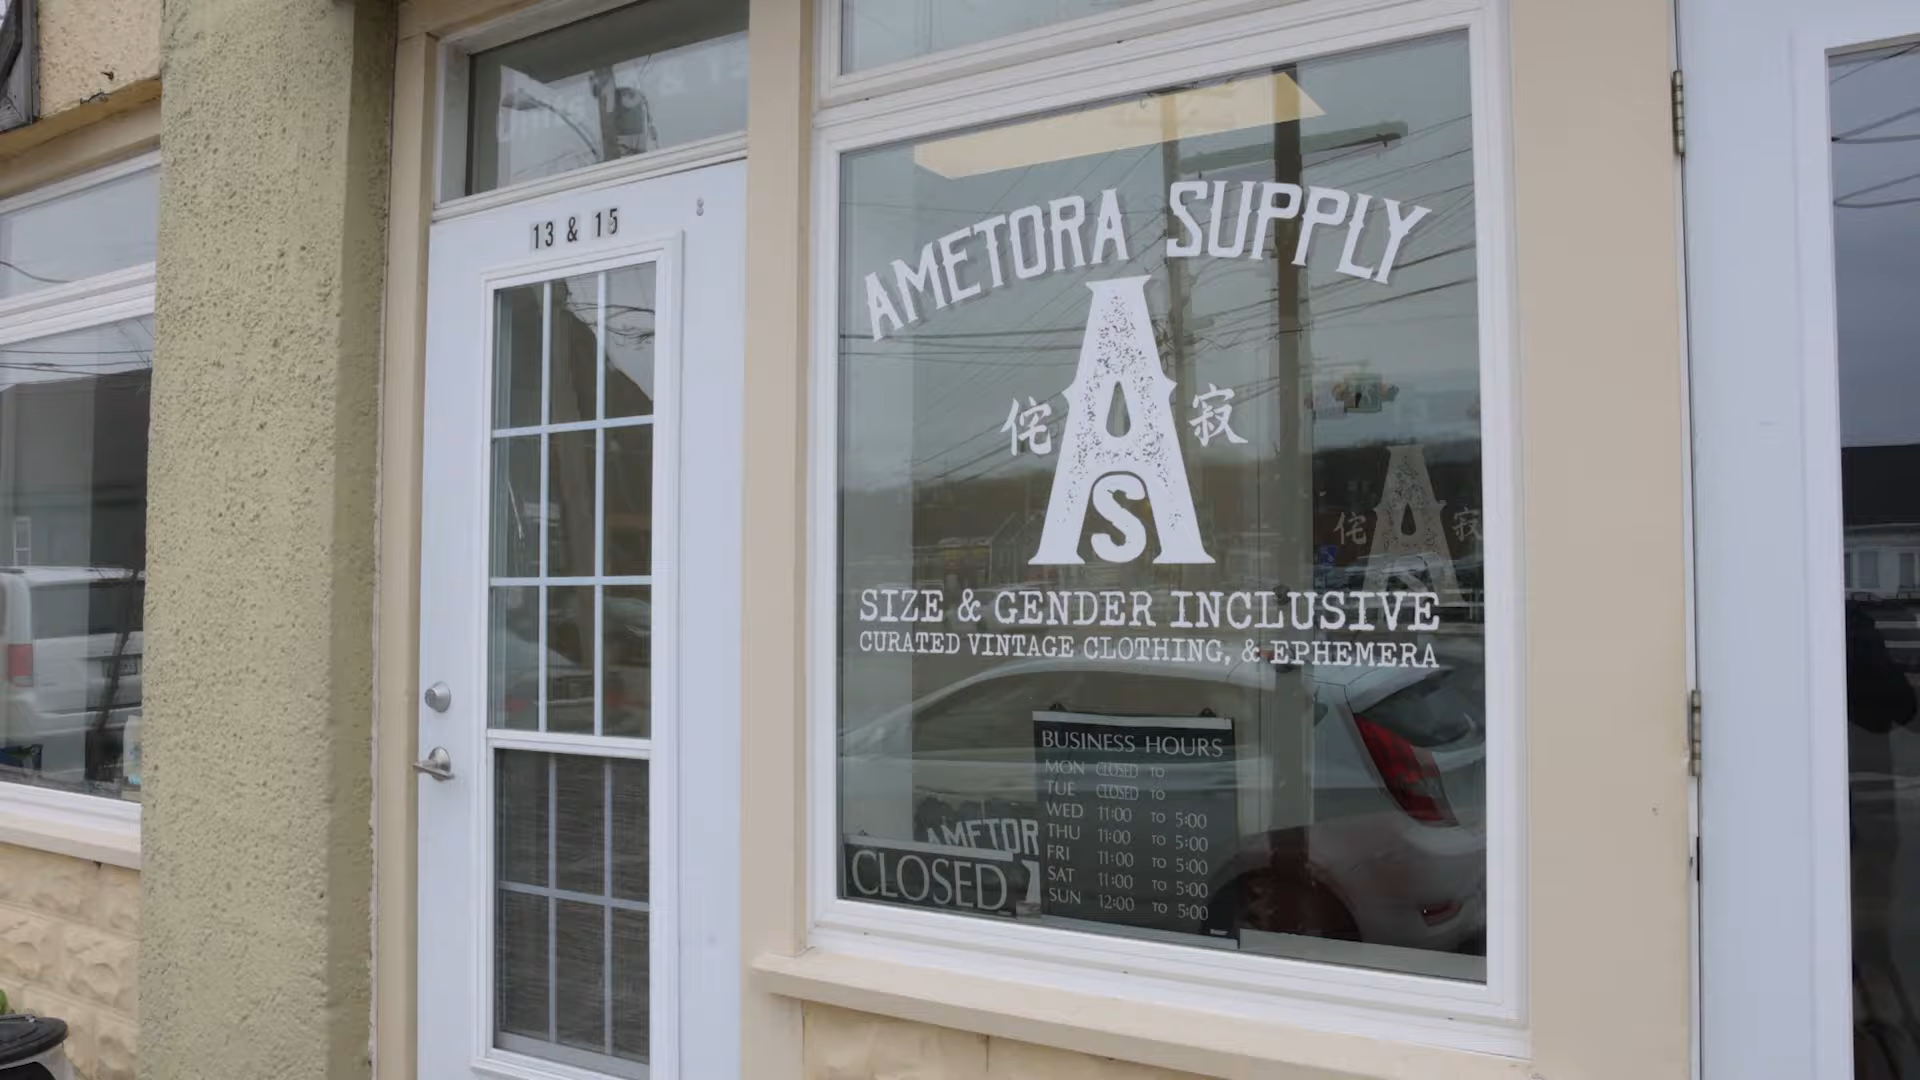 13 & 15
8
AMETORA SUPPLY
A
侘 寂
S
SIZE & GENDER INCLUSIVE
CURATED VINTAGE CLOTHING, & EPHEMERA
BUSINESS HOURS
MON CLOSED TO
TUE CLOSED TO
WED 11:00 TO 5:00
THU 11:00 TO 5:00
FRI 11:00 TO 5:00
SAT 11:00 TO 5:00
SUN 12:00 TO 5:00
AMETOR
CLOSED